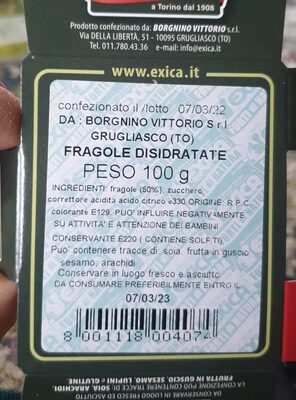 a Torino dal 1908
Prodotto confezionato da: BORGNINO VITTORIO s.r.l.
Via DELLA LIBERTÀ, 51 - 10095 GRUGLIASCO (TO)
Tel. 011.780.43.36 e-mail: info@exica.it
www.exica.it
confezionato il /lotto 07/03/22
DA : BORGNINO VITTORIO S r.l.
GRUGLIASCO (TO)
FRAGOLE DISIDRATATE
PESO 100 g
INGREDIENTI: fragole (50%), zucchero,
correttore acidità acido citrico e330.ORIGINE: R.P.C.
colorante E129. PUO' INFLUIRE NEGATIVAMENTE
SU ATTIVITA' E ATTENZIONE DEI BAMBINI
CONSERVANTE E220 ( CONTIENE SOLFITI)
Puo' contenere tracce di soia, frutta in guscio
sesamo, arachidi
Conservare in luogo fresco e asciutto
DA CONSUMARE PREFERIBILMENTE ENTRO IL
07/03/23
8 001118 00407
FRUTTA IN GUSCIO, SESAMO, LUPINI e GLUTINE.
SOIA, ARACHIDI,